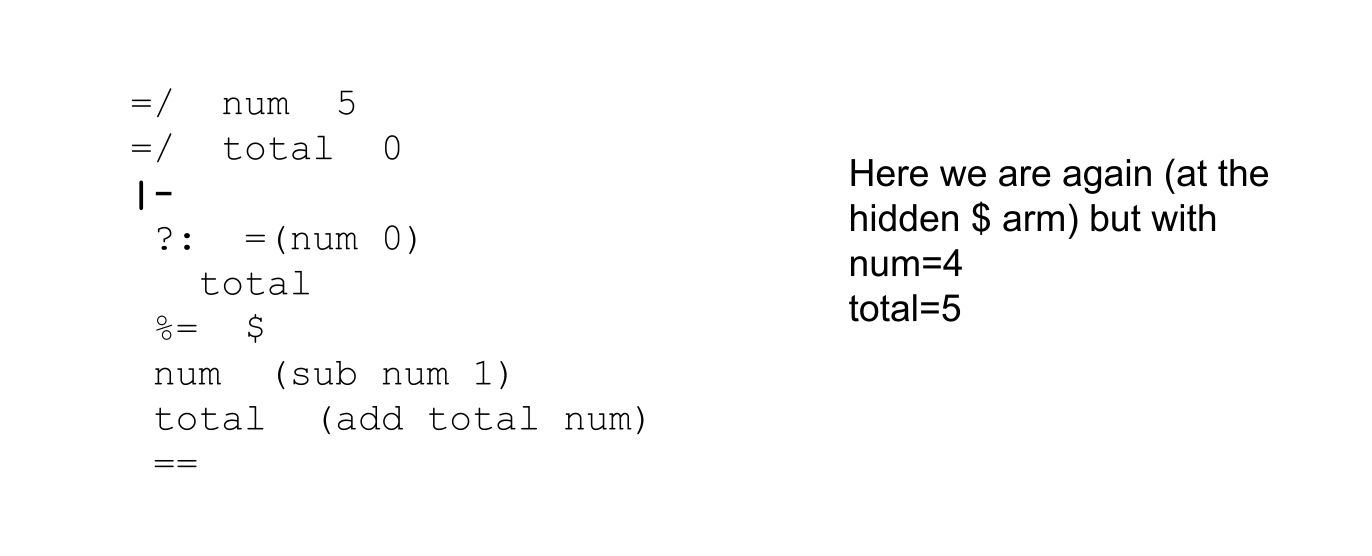 =/  num  5
=/  total  0
|-
 ?:  =(num 0)
   total
 %=  $
 num  (sub num 1)
 total  (add total num)
 ==
Here we are again (at the
hidden $ arm) but with
num=4
total=5